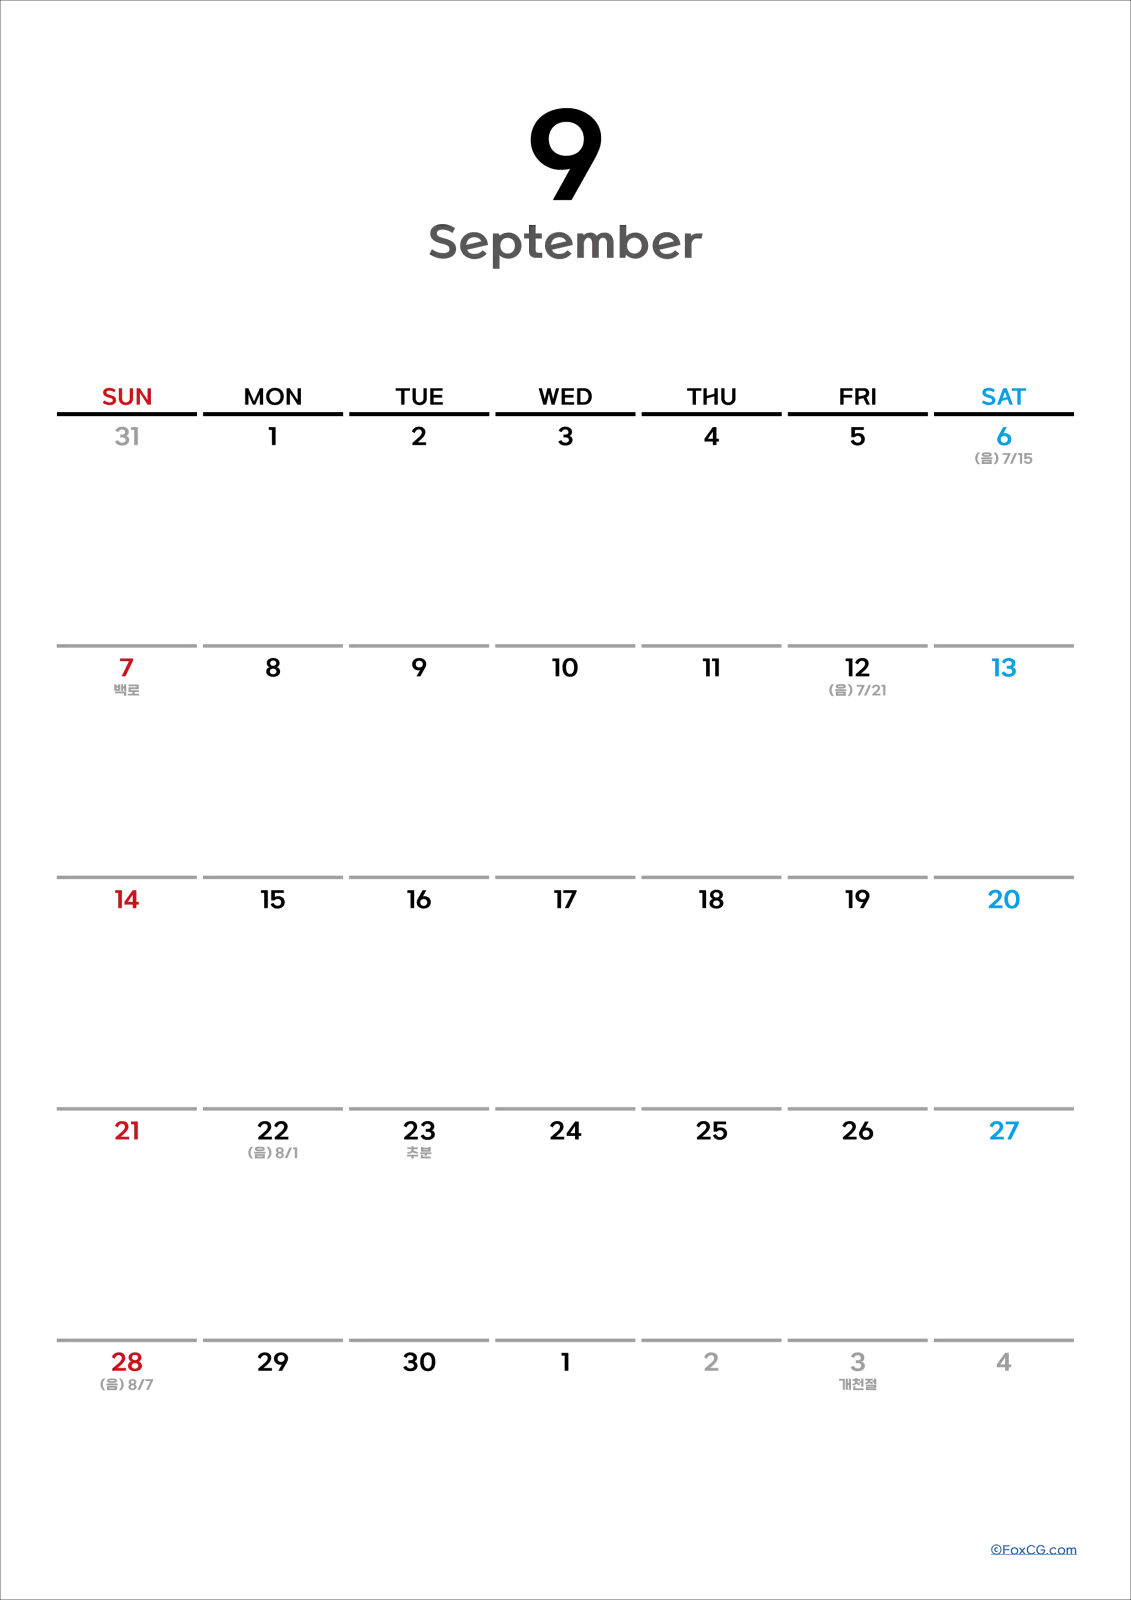 9
September
SUN MON TUE WED THU FRI SAT
31 1 2 3 4 5 6
(음) 7/15
7 8 9 10 11 12 13
백로 (음) 7/21
14 15 16 17 18 19 20
21 22 23 24 25 26 27
(음) 8/1 추분
28 29 30 1 2 3 4
(음) 8/7 개천절
©FoxCG.com